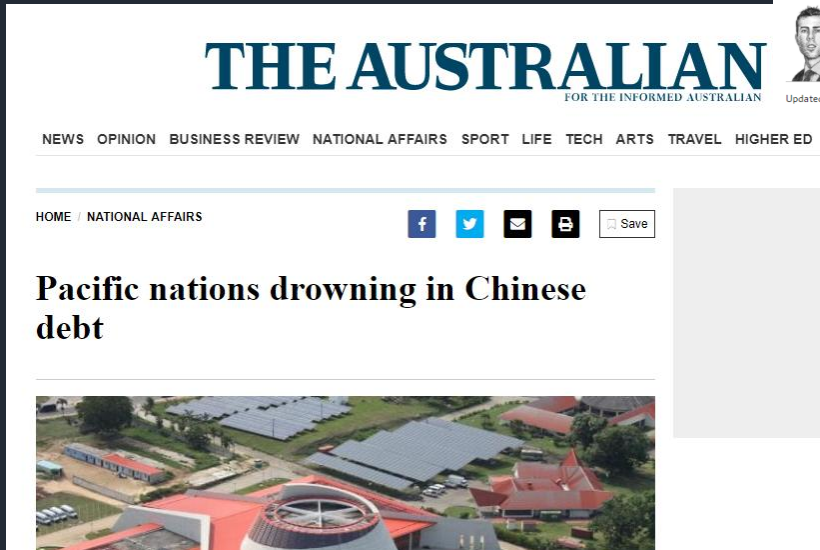 THE AUSTRALIAN
FOR THE INFORMED AUSTRALIAN
Updated
NEWS OPINION BUSINESS REVIEW NATIONAL AFFAIRS SPORT LIFE TECH ARTS TRAVEL HIGHER ED
HOME / NATIONAL AFFAIRS
Save
Pacific nations drowning in Chinese
debt